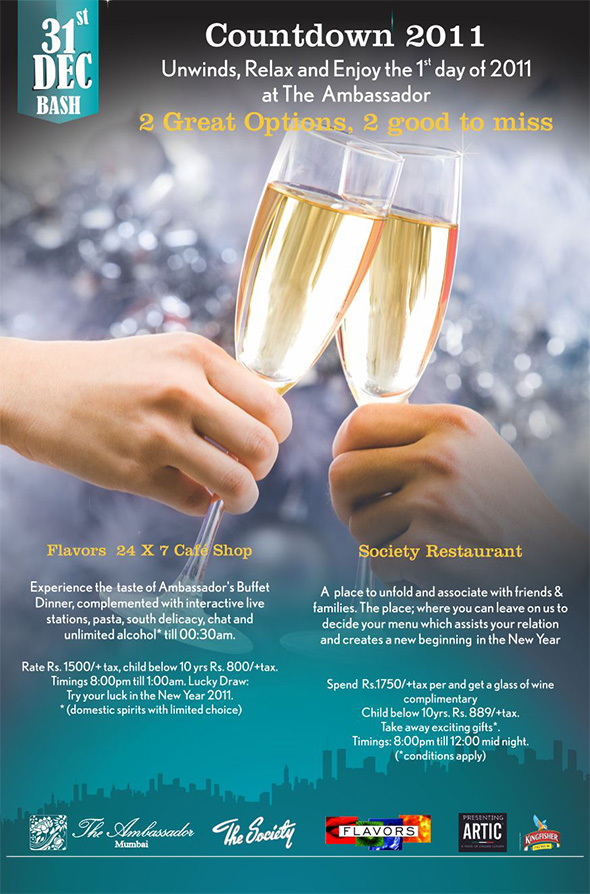 31st
DEC
BASH
Countdown 2011
Unwinds, Relax and Enjoy the 1st day of 2011
at The Ambassador
2 Great Options, 2 good to miss
Flavors 24 X 7 Café Shop
Experience the taste of Ambassador's Buffet
Dinner, complemented with interactive live
stations, pasta, south delicacy, chat and
unlimited alcohol* till 00:30am.
Rate Rs. 1500/+ tax, child below 10 yrs Rs. 800/+tax.
Timings 8:00pm till 1:00am. Lucky Draw:
Try your luck in the New Year 2011.
* (domestic spirits with limited choice)
Society Restaurant
A place to unfold and associate with friends &
families. The place; where you can leave on us to
decide your menu which assists your relation
and creates a new beginning in the New Year
Spend Rs.1750/+tax per and get a glass of wine
complimentary
Child below 10yrs. Rs. 889/+tax.
Take away exciting gifts*.
Timings: 8:00pm till 12:00 mid night.
(*conditions apply)
The Ambassador
Mumbai
The Society
FLAVORS
PRESENTING
ARTIC
KINGFISHER